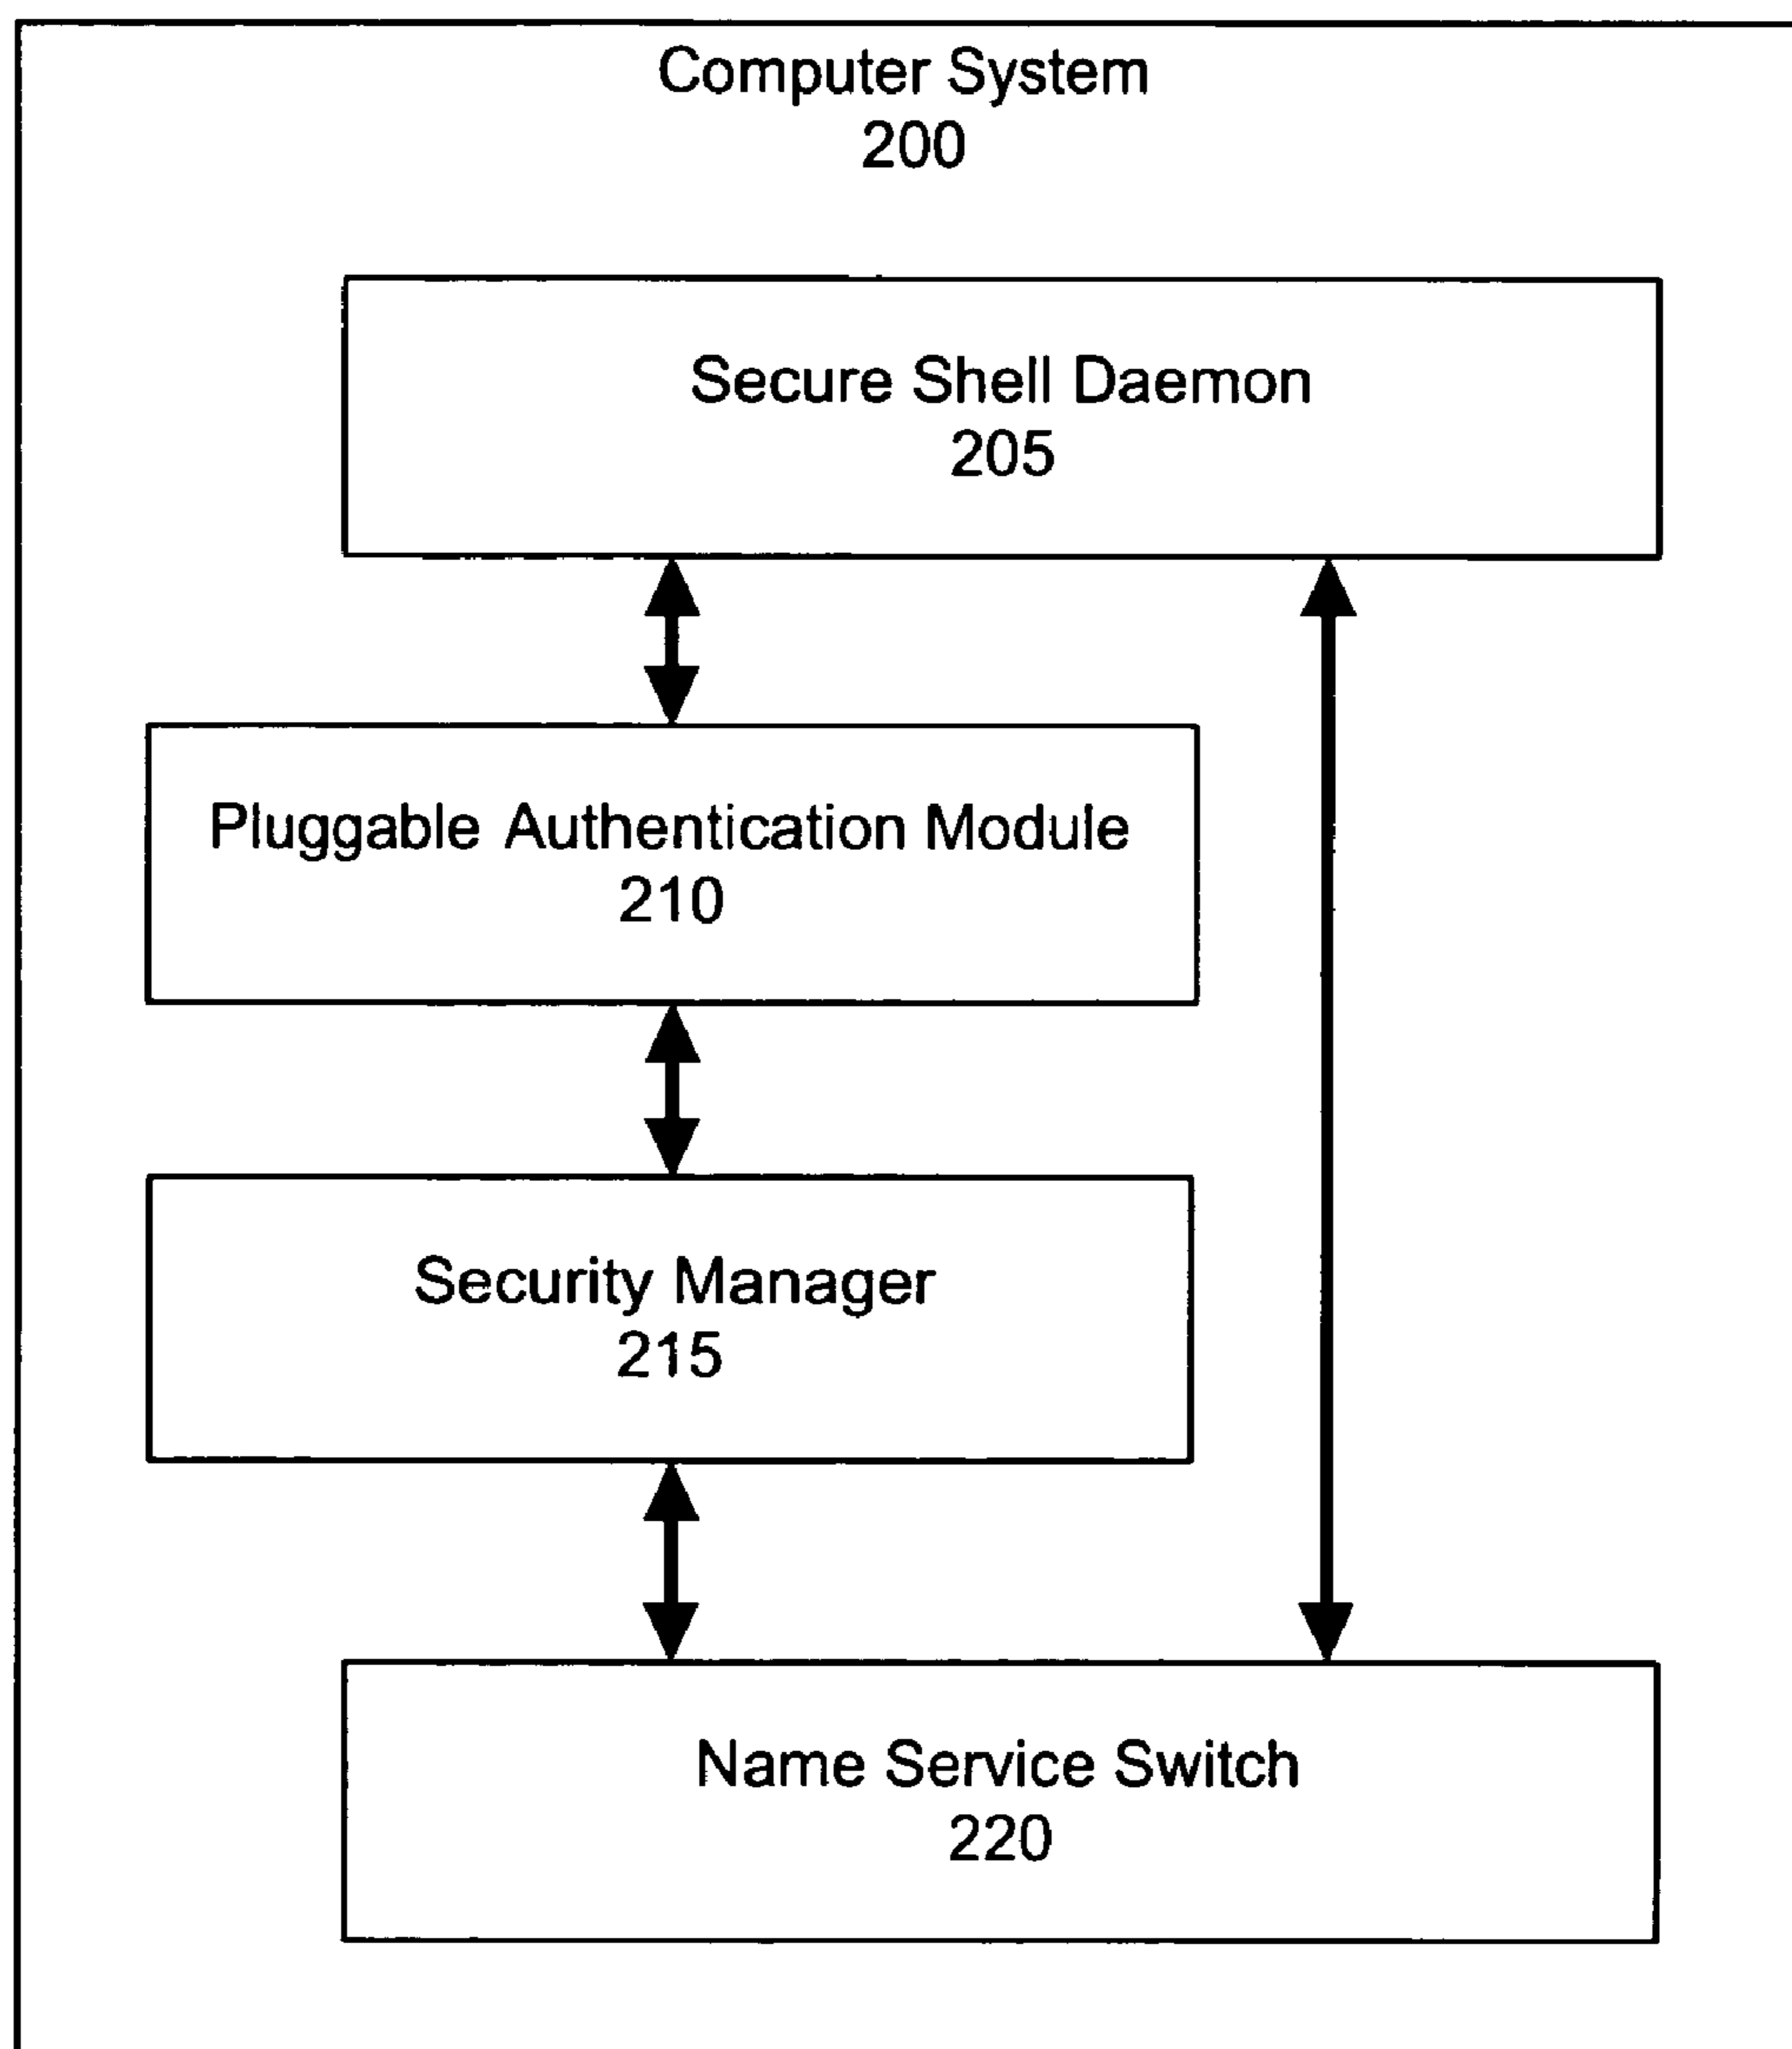 Computer System
200
Secure Shell Daemon
205
Pluggable Authentication Module
210
Security Manager
215
Name Service Switch
220